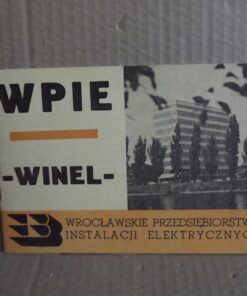 WPIE
-WINEL-
WROCŁAWSKIE PRZEDSIĘBIORSTW
INSTALACJI ELEKTRYCZNYC